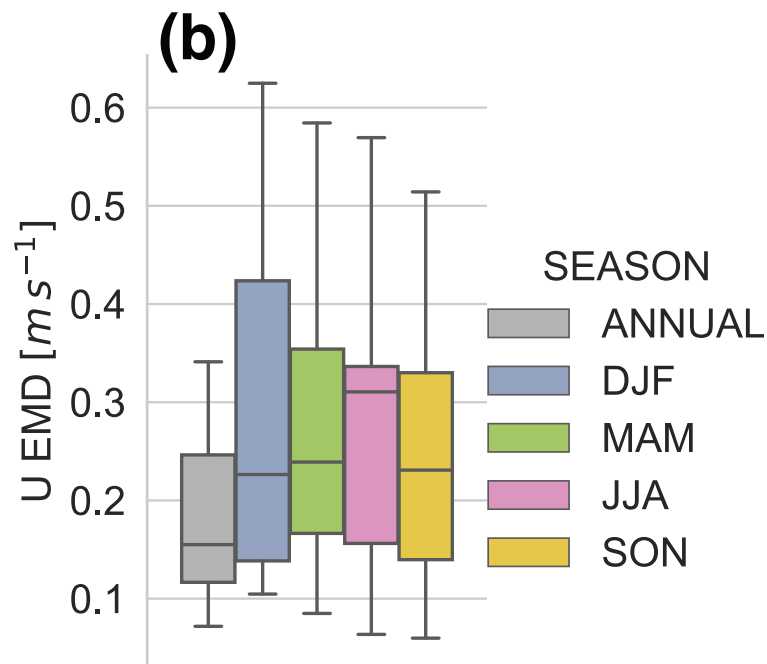 (b)
0.6
0.5
0.4
0.3
0.2
0.1
U EMD [m s⁻¹]
SEASON
ANNUAL
DJF
MAM
JJA
SON